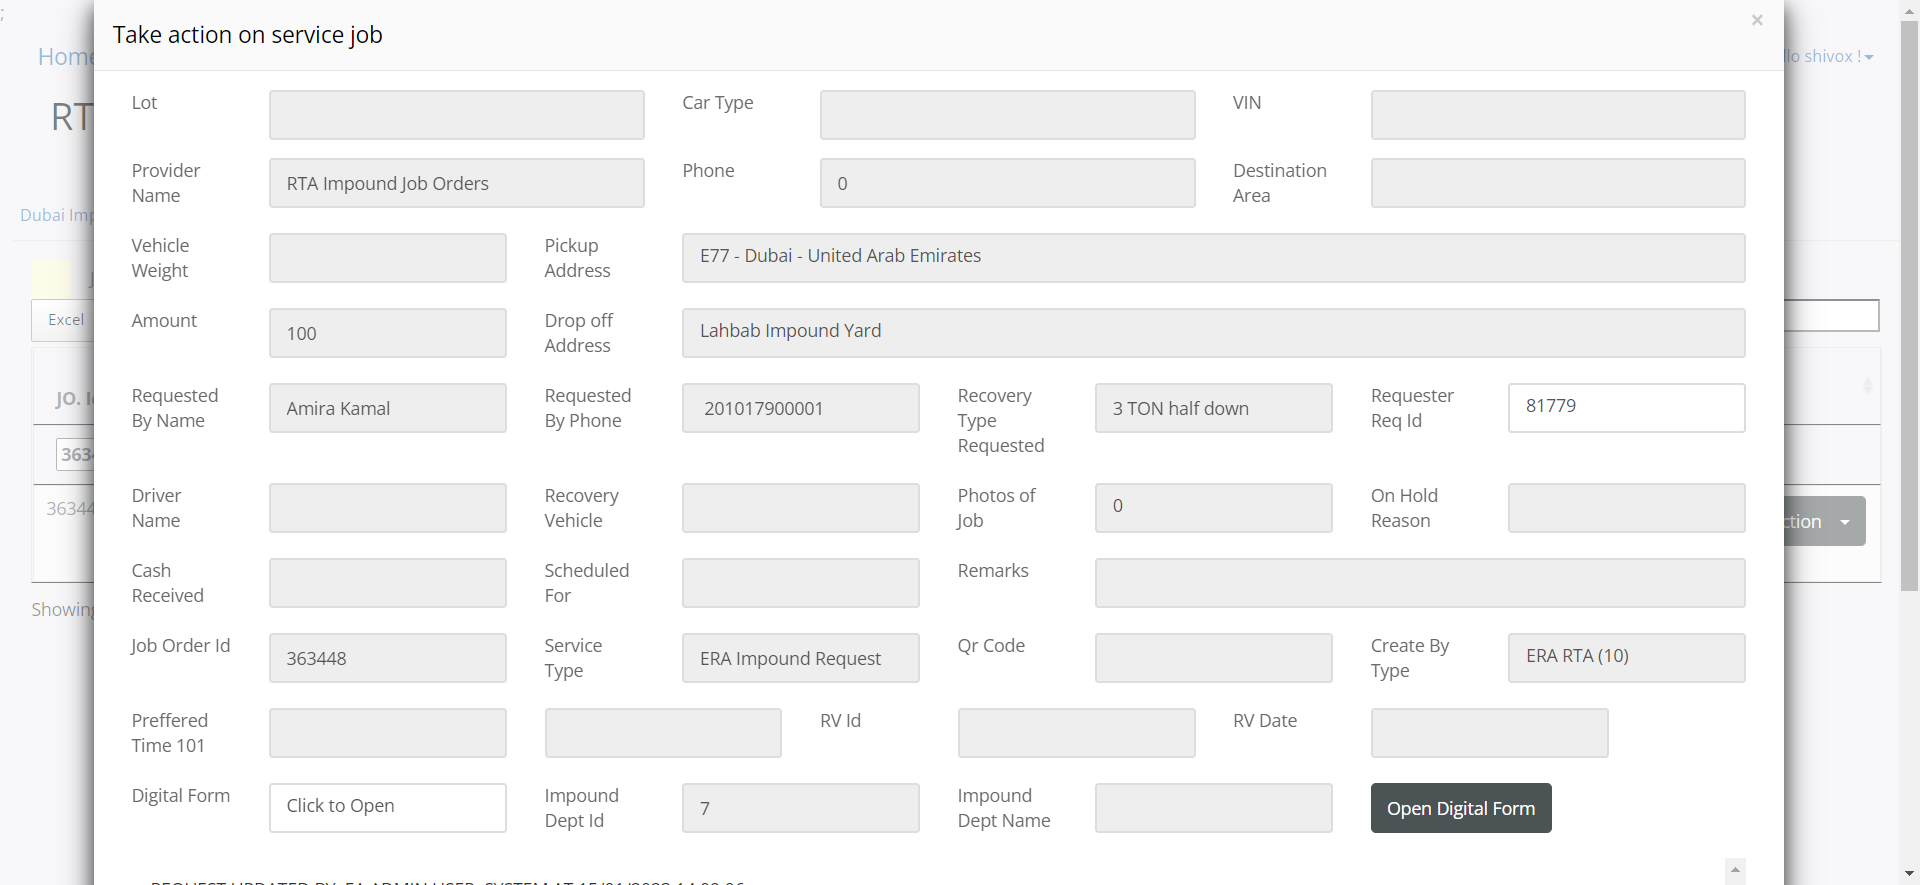 ;
Take action on service job
×
Home
RT
llo shivox !
Lot
Car Type
VIN
Provider Name
RTA Impound Job Orders
Phone
0
Destination Area
Dubai Imp
Vehicle Weight
Pickup Address
E77 - Dubai - United Arab Emirates
Excel
Amount
100
Drop off Address
Lahbab Impound Yard
JO. I
Requested By Name
Amira Kamal
Requested By Phone
201017900001
Recovery Type Requested
3 TON half down
Requester Req Id
81779
3634
36344
Driver Name
Recovery Vehicle
Photos of Job
0
On Hold Reason
ction
Showing
Cash Received
Scheduled For
Remarks
Job Order Id
363448
Service Type
ERA Impound Request
Qr Code
Create By Type
ERA RTA (10)
Preffered Time 101
RV Id
RV Date
Digital Form
Click to Open
Impound Dept Id
7
Impound Dept Name
Open Digital Form